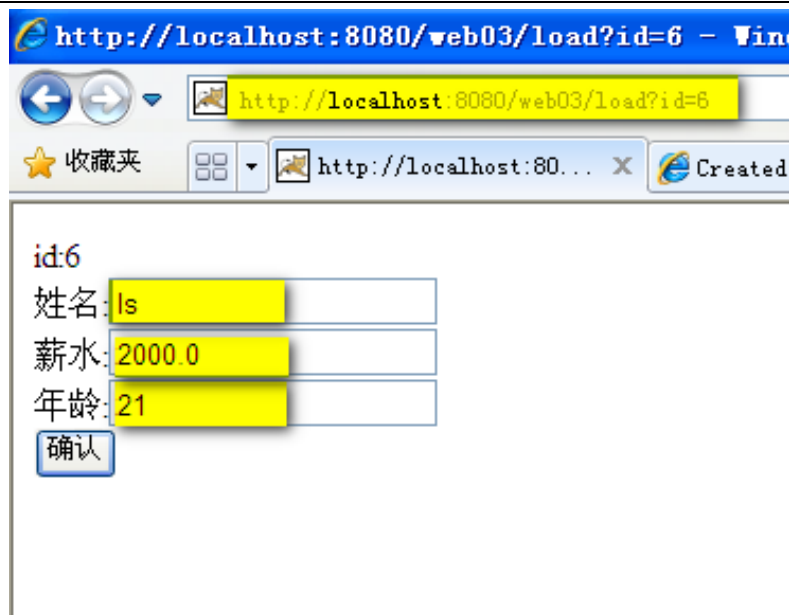 http://localhost:8080/web03/load?id=6 - Win
http://localhost:8080/web03/load?id=6
收藏夹
http://localhost:80...
Created
id:6
姓名:ls
薪水:2000.0
年龄:21
确认